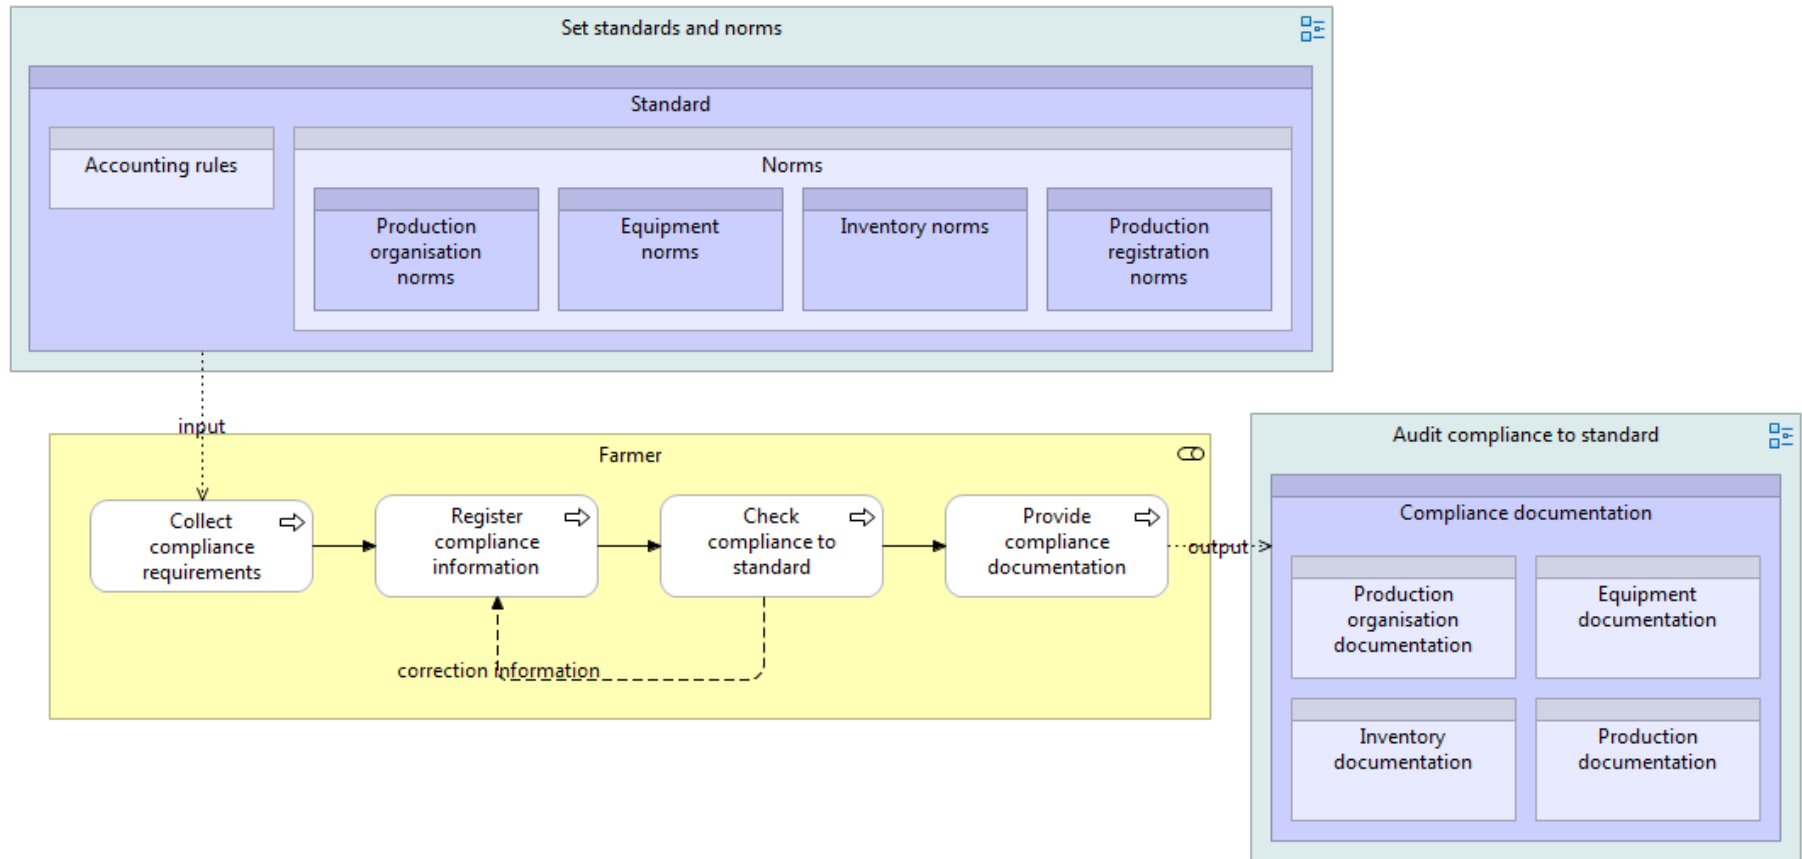 Set standards and norms
Standard
Accounting rules
Norms
Production
organisation
norms
Equipment
norms
Inventory norms
Production
registration
norms
input
Farmer
Collect
compliance
requirements
Register
compliance
information
Check
compliance to
standard
Provide
compliance
documentation
correction information
output
Audit compliance to standard
Compliance documentation
Production
organisation
documentation
Equipment
documentation
Inventory
documentation
Production
documentation